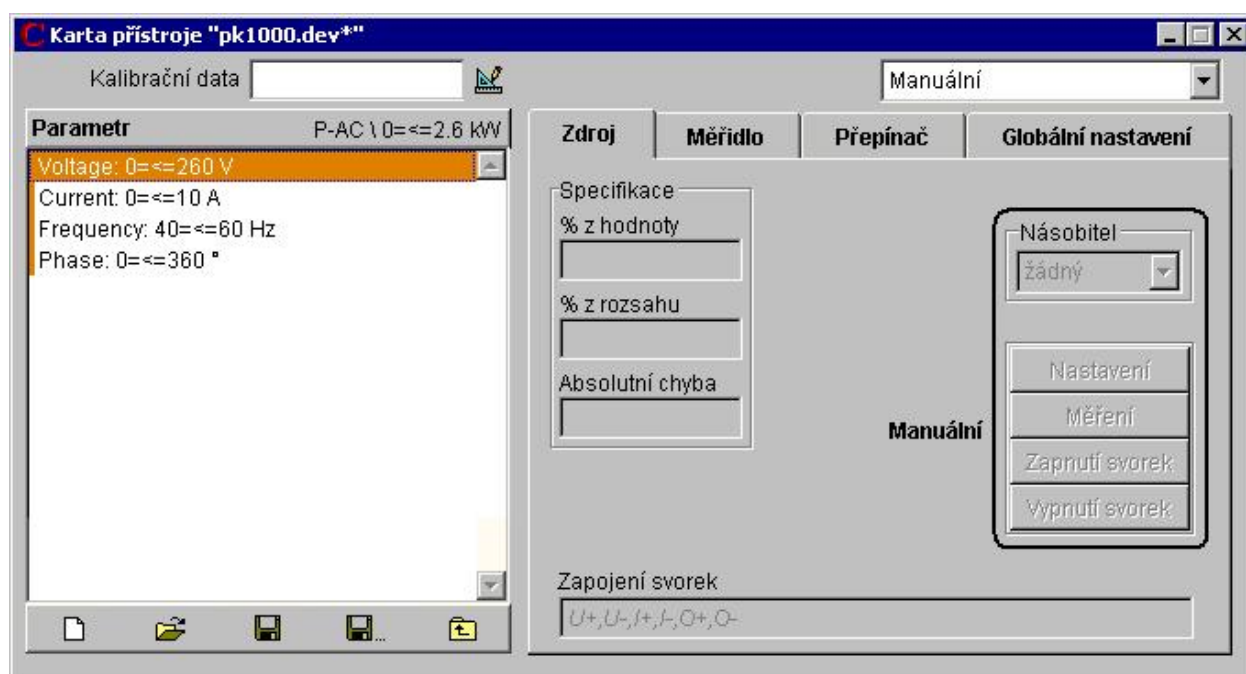 Karta přístroje "pk1000.dev*"
Kalibrační data
Manuální
Parametr P-AC \ 0=<=2.6 kW
Voltage: 0=<=260 V
Current: 0=<=10 A
Frequency: 40=<=60 Hz
Phase: 0=<=360 °
Zdroj Měřidlo Přepínač Globální nastavení
Specifikace
% z hodnoty
% z rozsahu
Absolutní chyba
Násobitel
žádný
Manuální
Nastavení
Měření
Zapnutí svorek
Vypnutí svorek
Zapojení svorek
U+,U-,I+,I-,O+,O-